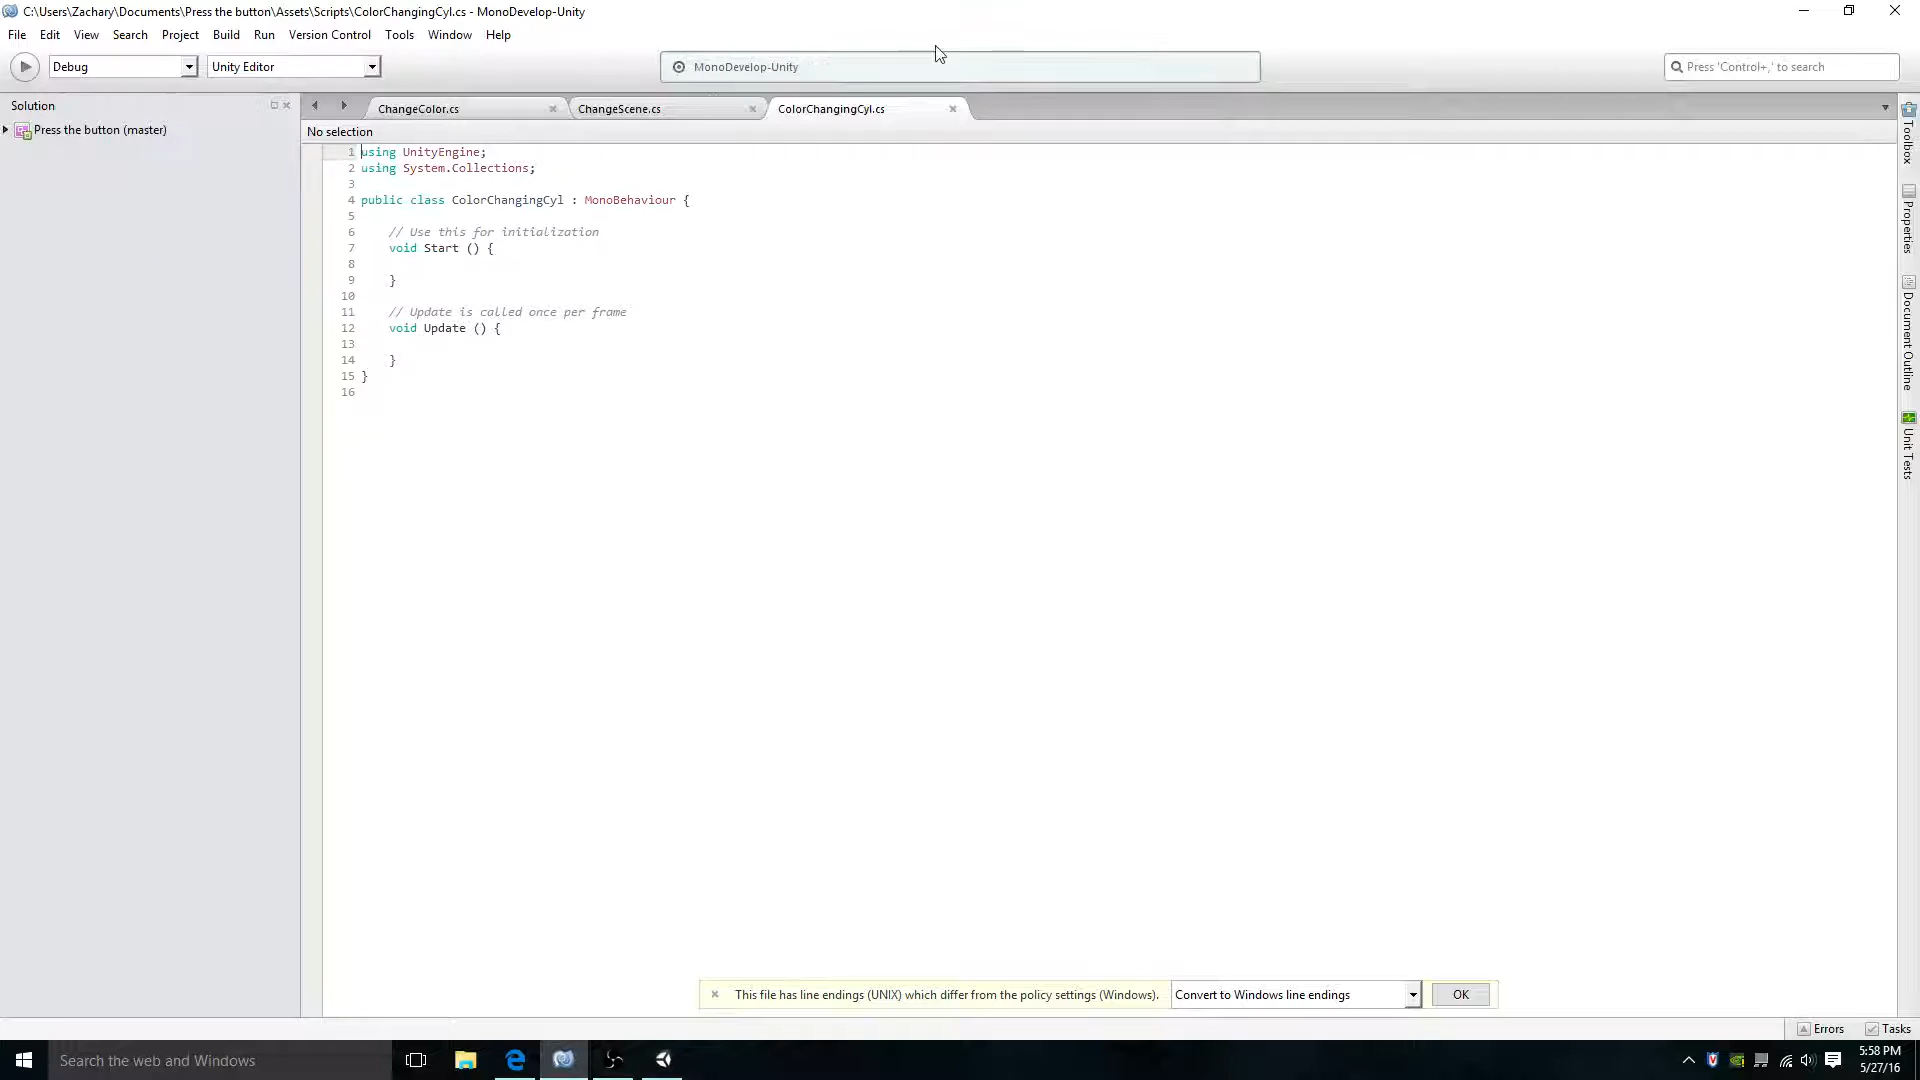 C:\Users\Zachary\Documents\Press the button\Assets\Scripts\ColorChangingCyl.cs - MonoDevelop-Unity
File Edit View Search Project Build Run Version Control Tools Window Help
Debug Unity Editor MonoDevelop-Unity Press 'Control+,' to search
Solution ChangeColor.cs ChangeScene.cs ColorChangingCyl.cs
Press the button (master)
No selection
1 using UnityEngine;
2 using System.Collections;
3
4 public class ColorChangingCyl : MonoBehaviour {
5
6 // Use this for initialization
7 void Start () {
8
9 }
10
11 // Update is called once per frame
12 void Update () {
13
14 }
15 }
16
Toolbox
Properties
Document Outline
Unit Tests
This file has line endings (UNIX) which differ from the policy settings (Windows). Convert to Windows line endings OK
Errors Tasks
Search the web and Windows
5:58 PM
5/27/16